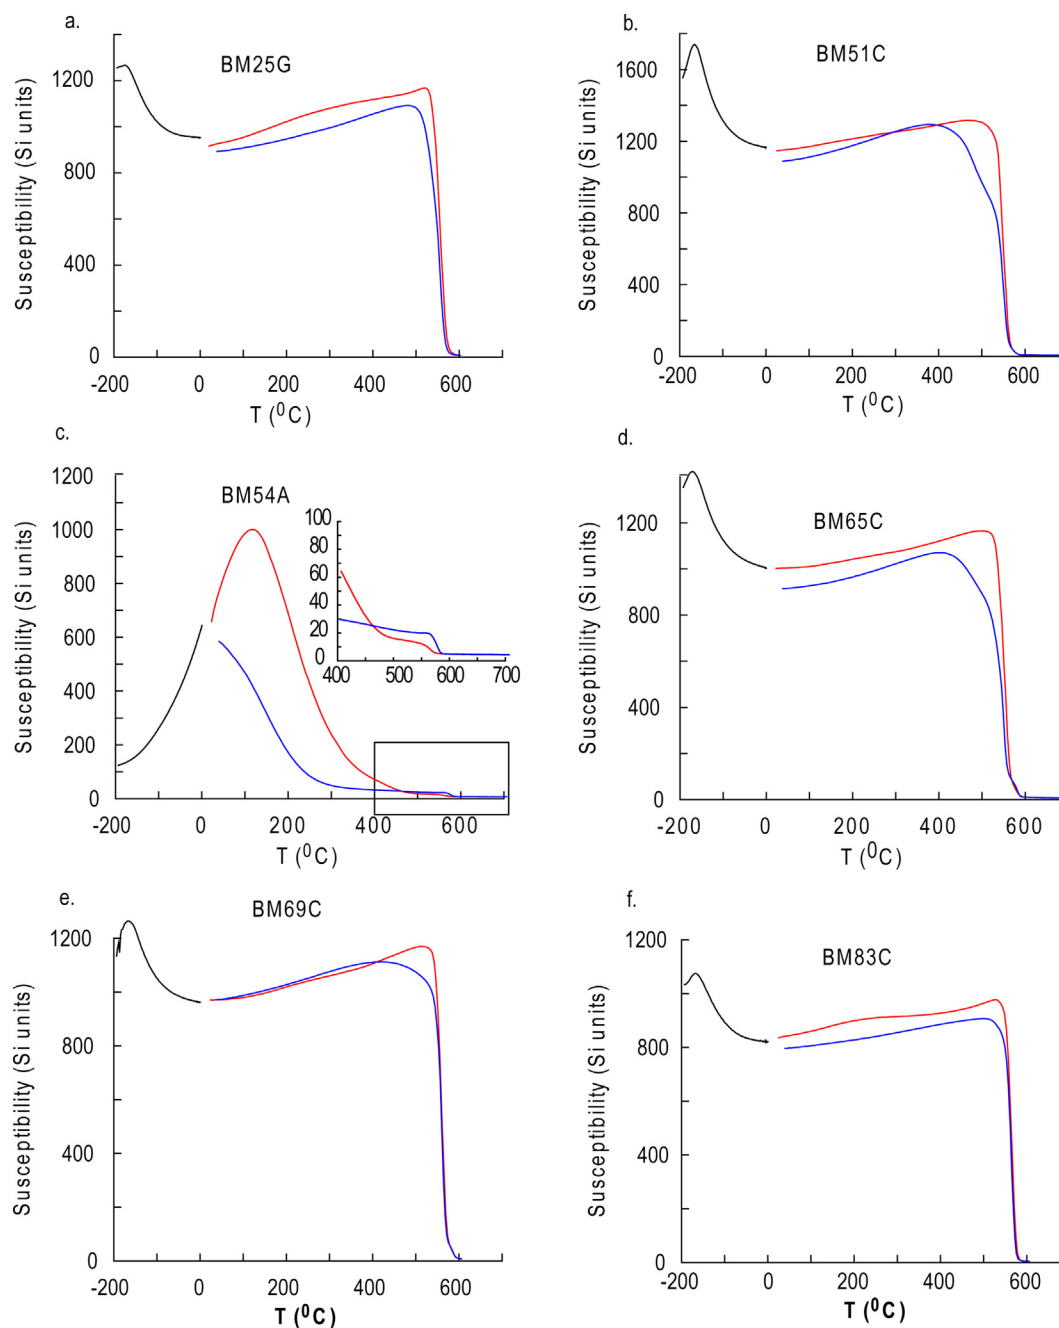 a.
BM25G
Susceptibility (Si units)
1200
800
400
0
-200 0 200 400 600
T (⁰C)
b.
BM51C
Susceptibility (Si units)
1600
1200
800
400
0
-200 0 200 400 600
T (⁰C)
c.
BM54A
Susceptibility (Si units)
1200
1000
800
600
400
200
0
-200 0 200 400 600
T (⁰C)
100
80
60
40
20
0
400 500 600 700
d.
BM65C
Susceptibility (Si units)
1200
800
400
0
-200 0 200 400 600
T (⁰C)
e.
BM69C
Susceptibility (Si units)
1200
800
400
0
-200 0 200 400 600
T (⁰C)
f.
BM83C
Susceptibility (Si units)
1200
800
400
0
-200 0 200 400 600
T (⁰C)